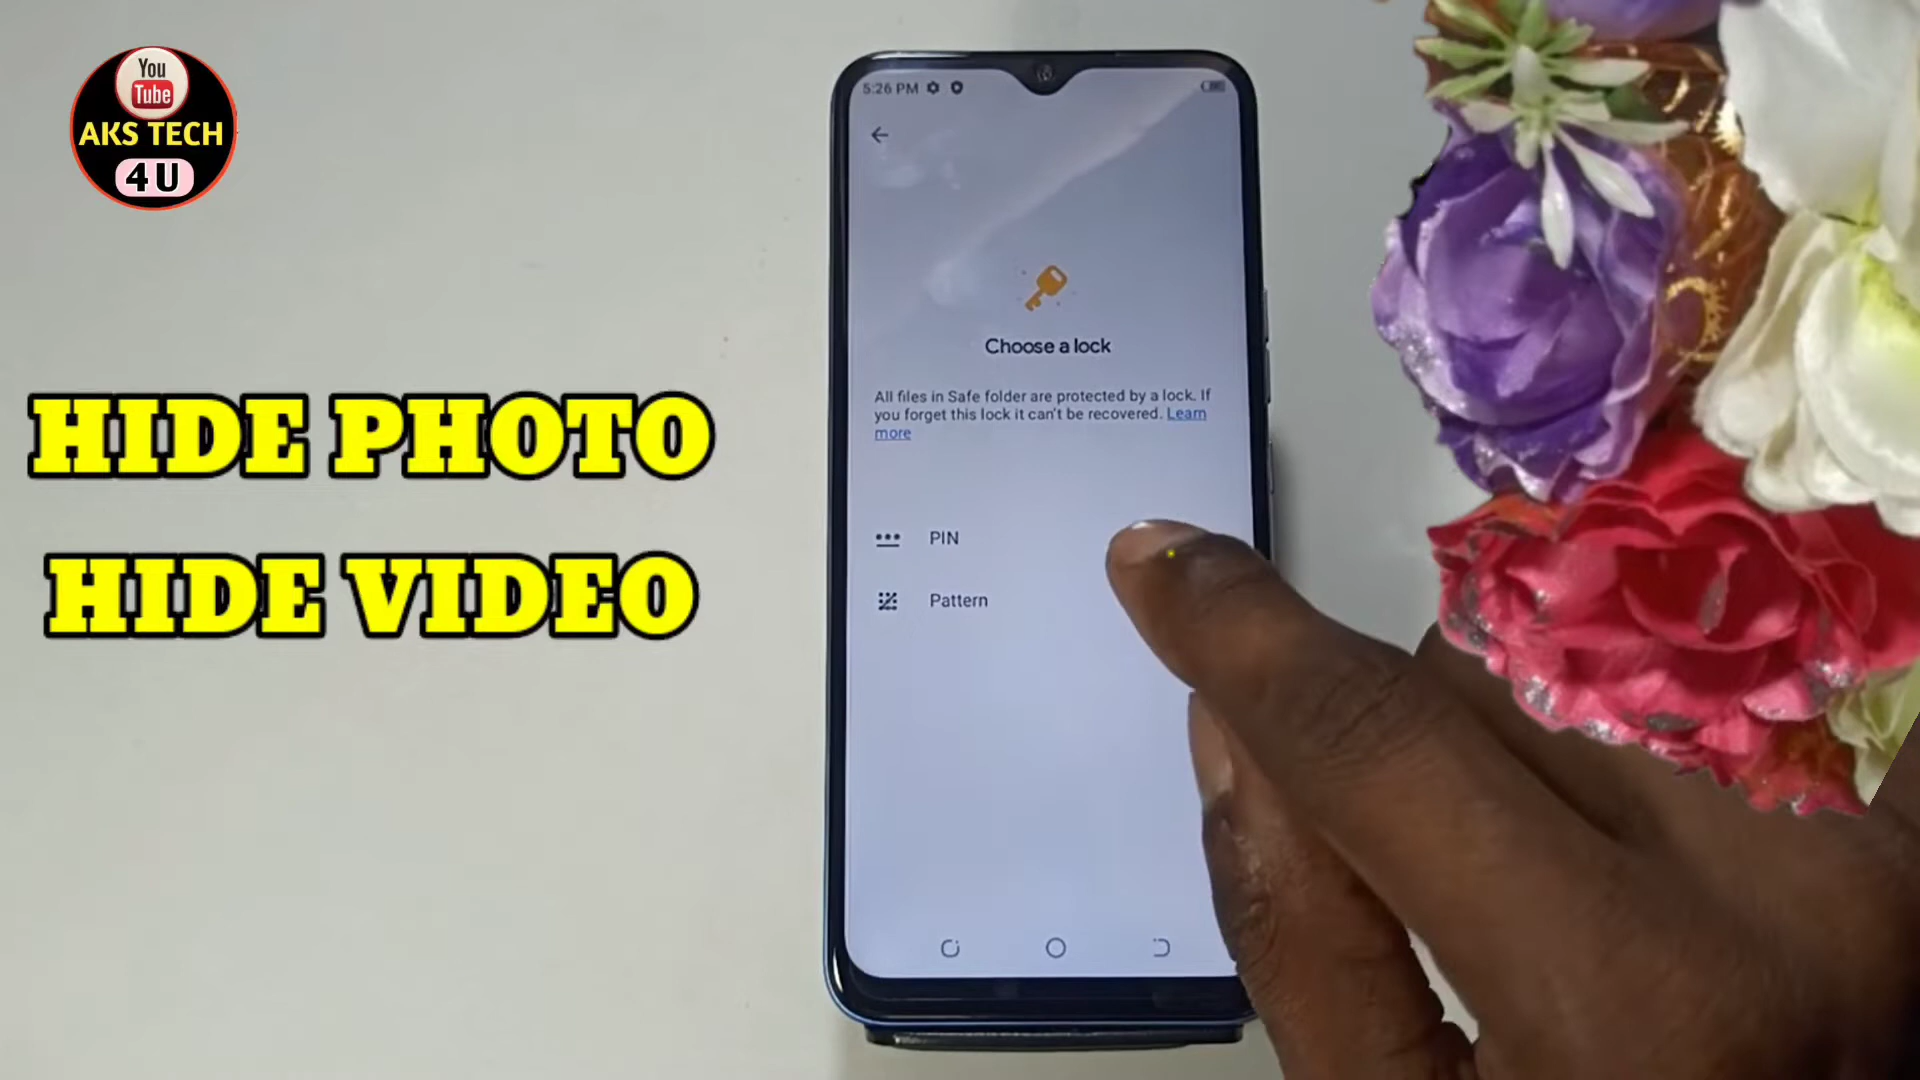 You
Tube
AKS TECH
4 U
HIDE PHOTO
HIDE VIDEO
5:26 PM
Choose a lock
All files in Safe folder are protected by a lock. If
you forget this lock it can't be recovered. Learn
more
PIN
Pattern